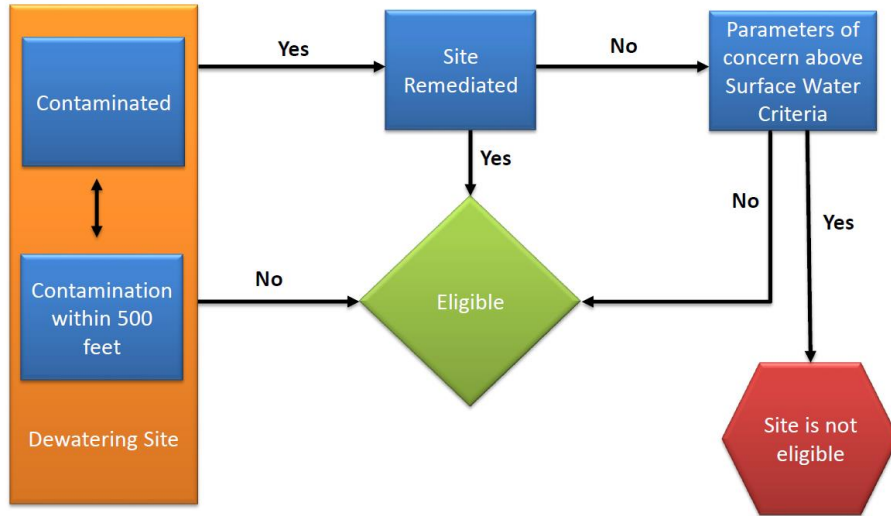 Contaminated
Contamination
within 500
feet
Dewatering Site
Yes
No
Site
Remediated
Yes
No
Eligible
Parameters of
concern above
Surface Water
Criteria
No
Yes
Site is not
eligible